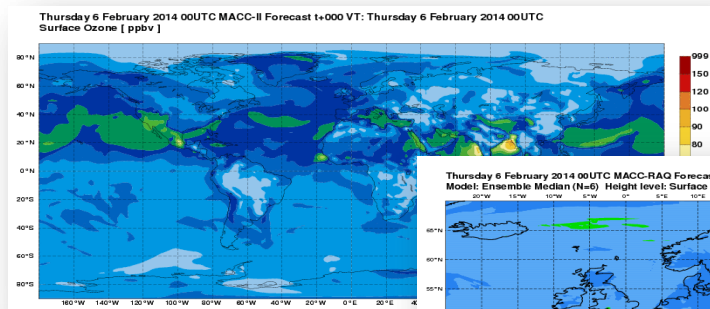 Thursday 6 February 2014 00UTC MACC-II Forecast t+000 VT: Thursday 6 February 2014 00UTC
Surface Ozone [ ppbv ]
80°N
60°N
40°N
20°N
0°N
20°S
40°S
60°S
80°S
160°W 140°W 120°W 100°W 80°W 60°W 40°W 20°W 0°E 20°E
999
150
120
100
90
80
Thursday 6 February 2014 00UTC MACC-RAQ Foreca
Model: Ensemble Median (N=6) Height level: Surface
20°W 15°W 10°W 5°W 0°E 5°E 10°E
65°N
60°N
55°N